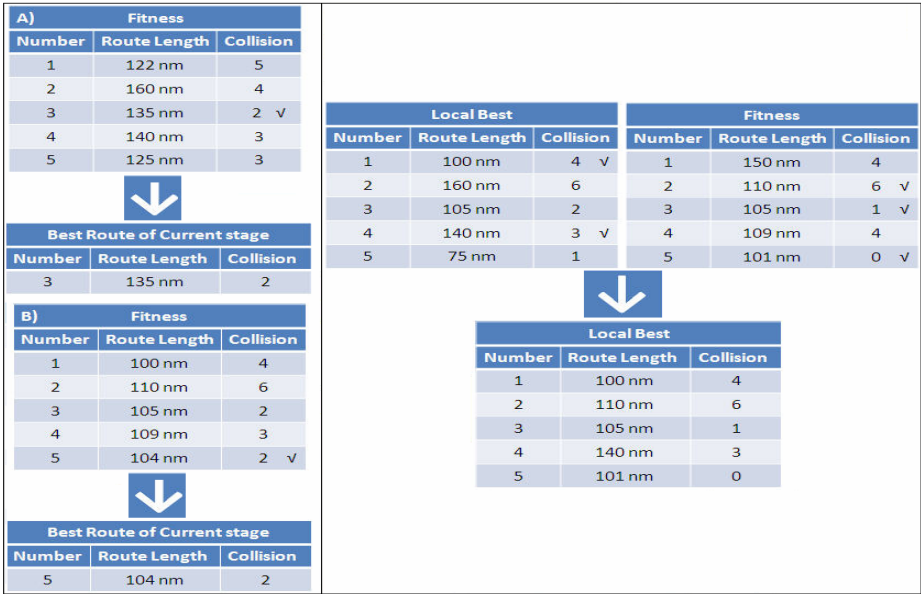 A) Fitness
Number Route Length Collision
1 122 nm 5
2 160 nm 4
3 135 nm 2 √
4 140 nm 3
5 125 nm 3
Best Route of Current stage
Number Route Length Collision
3 135 nm 2
B) Fitness
Number Route Length Collision
1 100 nm 4
2 110 nm 6
3 105 nm 2
4 109 nm 3
5 104 nm 2 √
Best Route of Current stage
Number Route Length Collision
5 104 nm 2
Local Best
Number Route Length Collision
1 100 nm 4 √
2 160 nm 6
3 105 nm 2
4 140 nm 3 √
5 75 nm 1
Fitness
Number Route Length Collision
1 150 nm 4
2 110 nm 6 √
3 105 nm 1 √
4 109 nm 4
5 101 nm 0 √
Local Best
Number Route Length Collision
1 100 nm 4
2 110 nm 6
3 105 nm 1
4 140 nm 3
5 101 nm 0